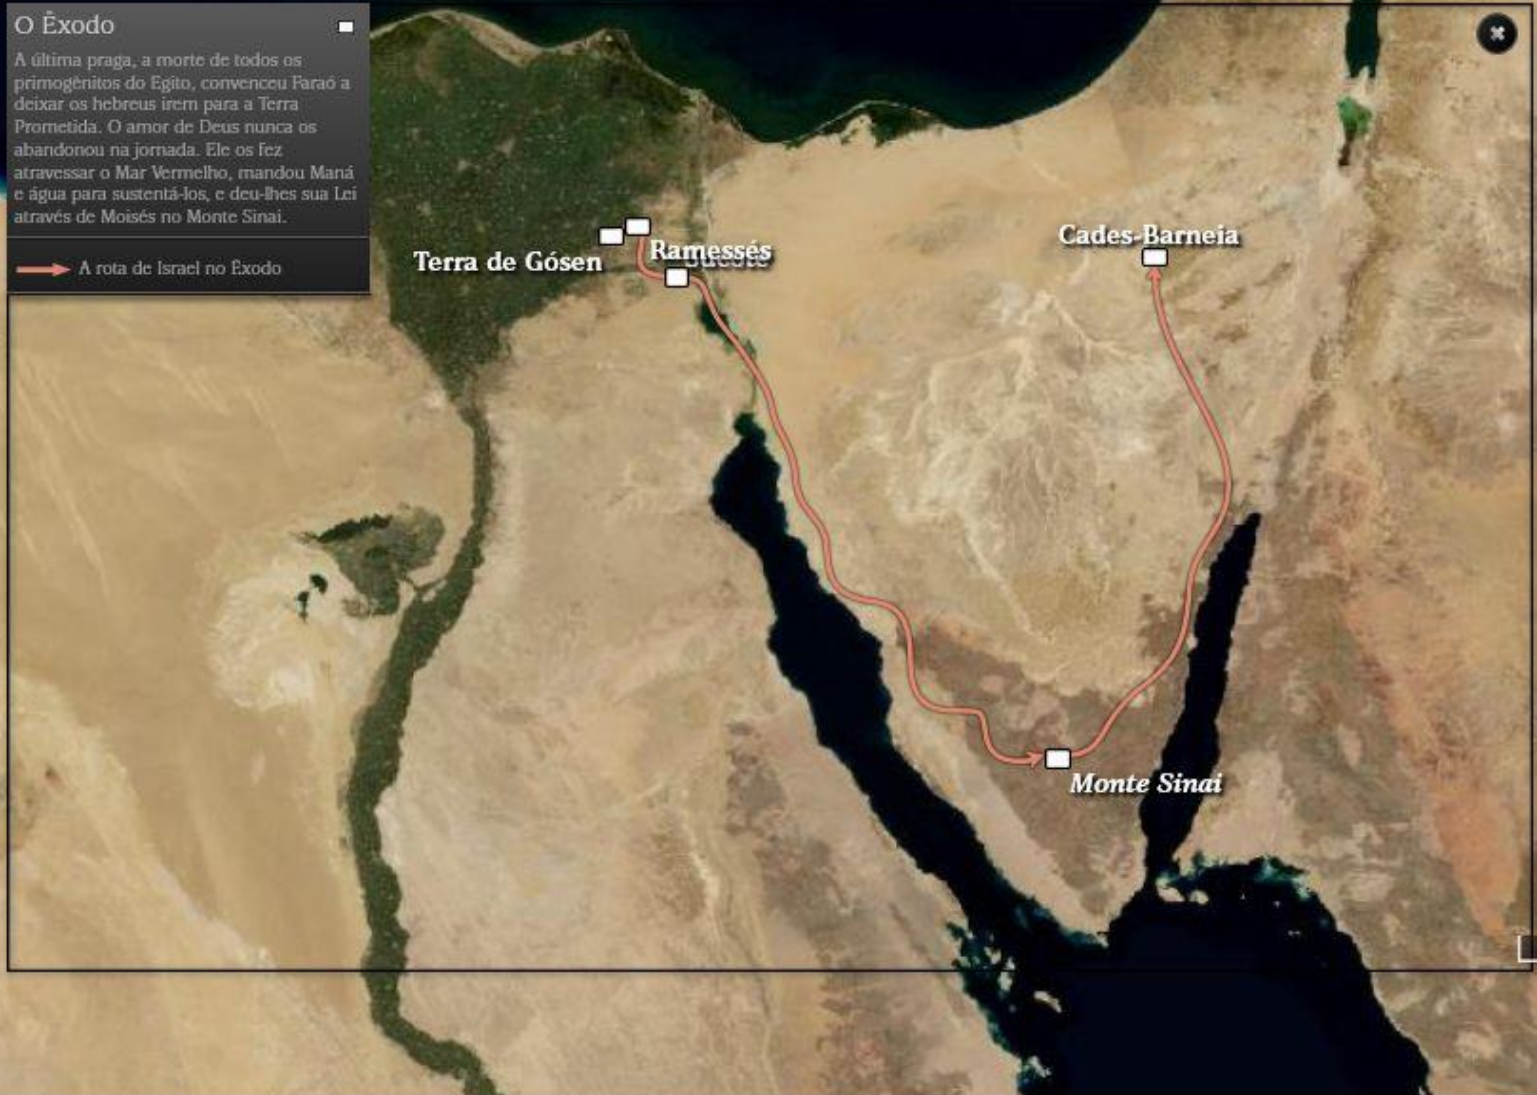 O Êxodo
A última praga, a morte de todos os
primogênitos do Egito, convenceu Faraó a
deixar os hebreus irem para a Terra
Prometida. O amor de Deus nunca os
abandonou na jornada. Ele os fez
atravessar o Mar Vermelho, mandou Maná
e água para sustentá-los, e deu-lhes sua Lei
através de Moisés no Monte Sinai.
A rota de Israel no Êxodo
Cades-Barneia
Ramessés
Terra de Gósen
Monte Sinai